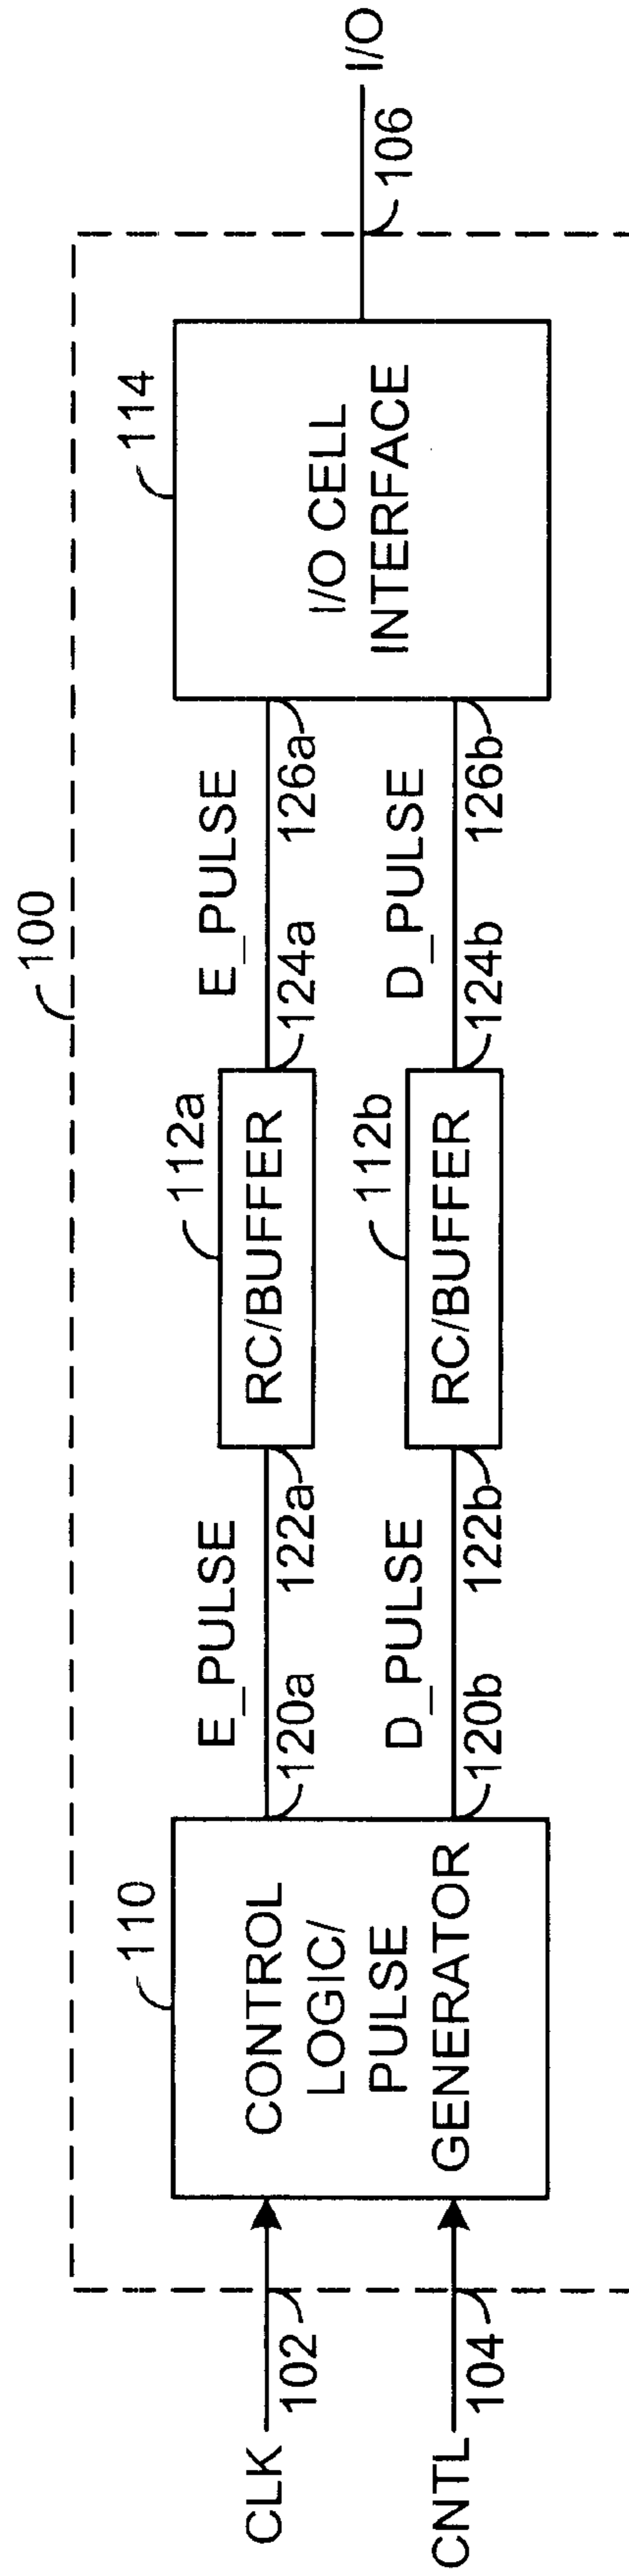 100
CLK
102
CNTL
104
110
CONTROL
LOGIC/
PULSE
GENERATOR
E_PULSE
120a
122a
D_PULSE
120b
122b
112a
RC/BUFFER
112b
RC/BUFFER
E_PULSE
124a
126a
D_PULSE
124b
126b
114
I/O CELL
INTERFACE
106
I/O